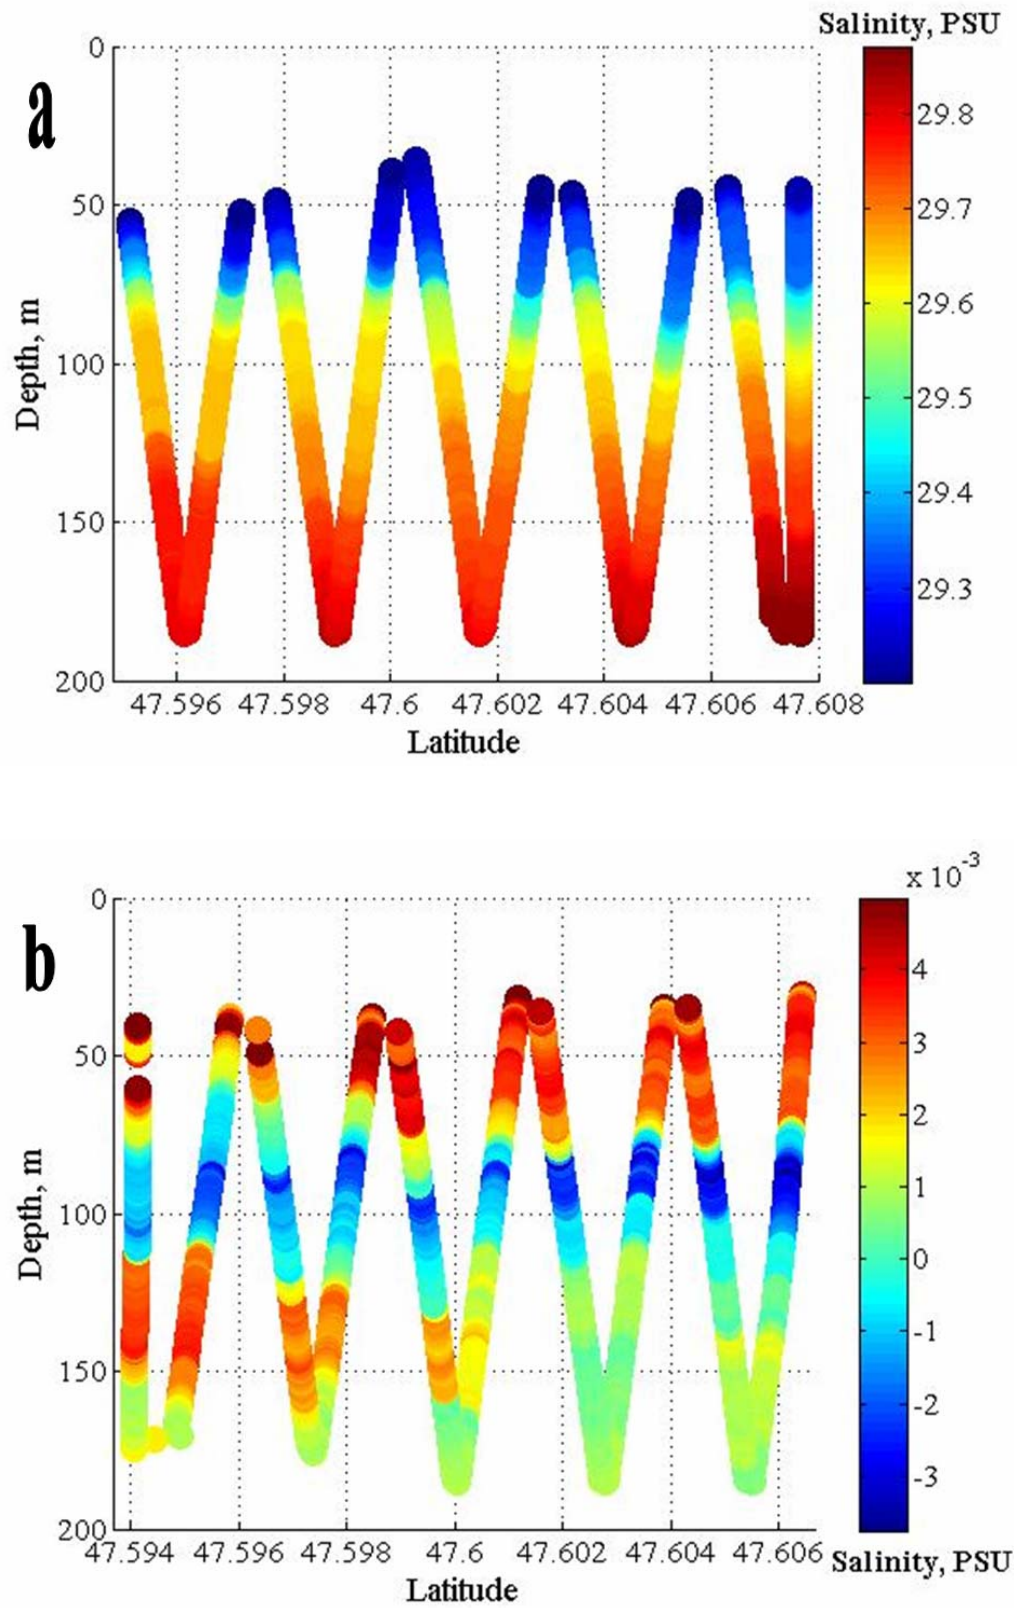 Salinity, PSU
a
0
50
100
150
200
Depth, m
29.8
29.7
29.6
29.5
29.4
29.3
47.596 47.598 47.6 47.602 47.604 47.606 47.608
Latitude
x 10-3
b
0
50
100
150
200
Depth, m
4
3
2
1
0
-1
-2
-3
47.594 47.596 47.598 47.6 47.602 47.604 47.606
Salinity, PSU
Latitude